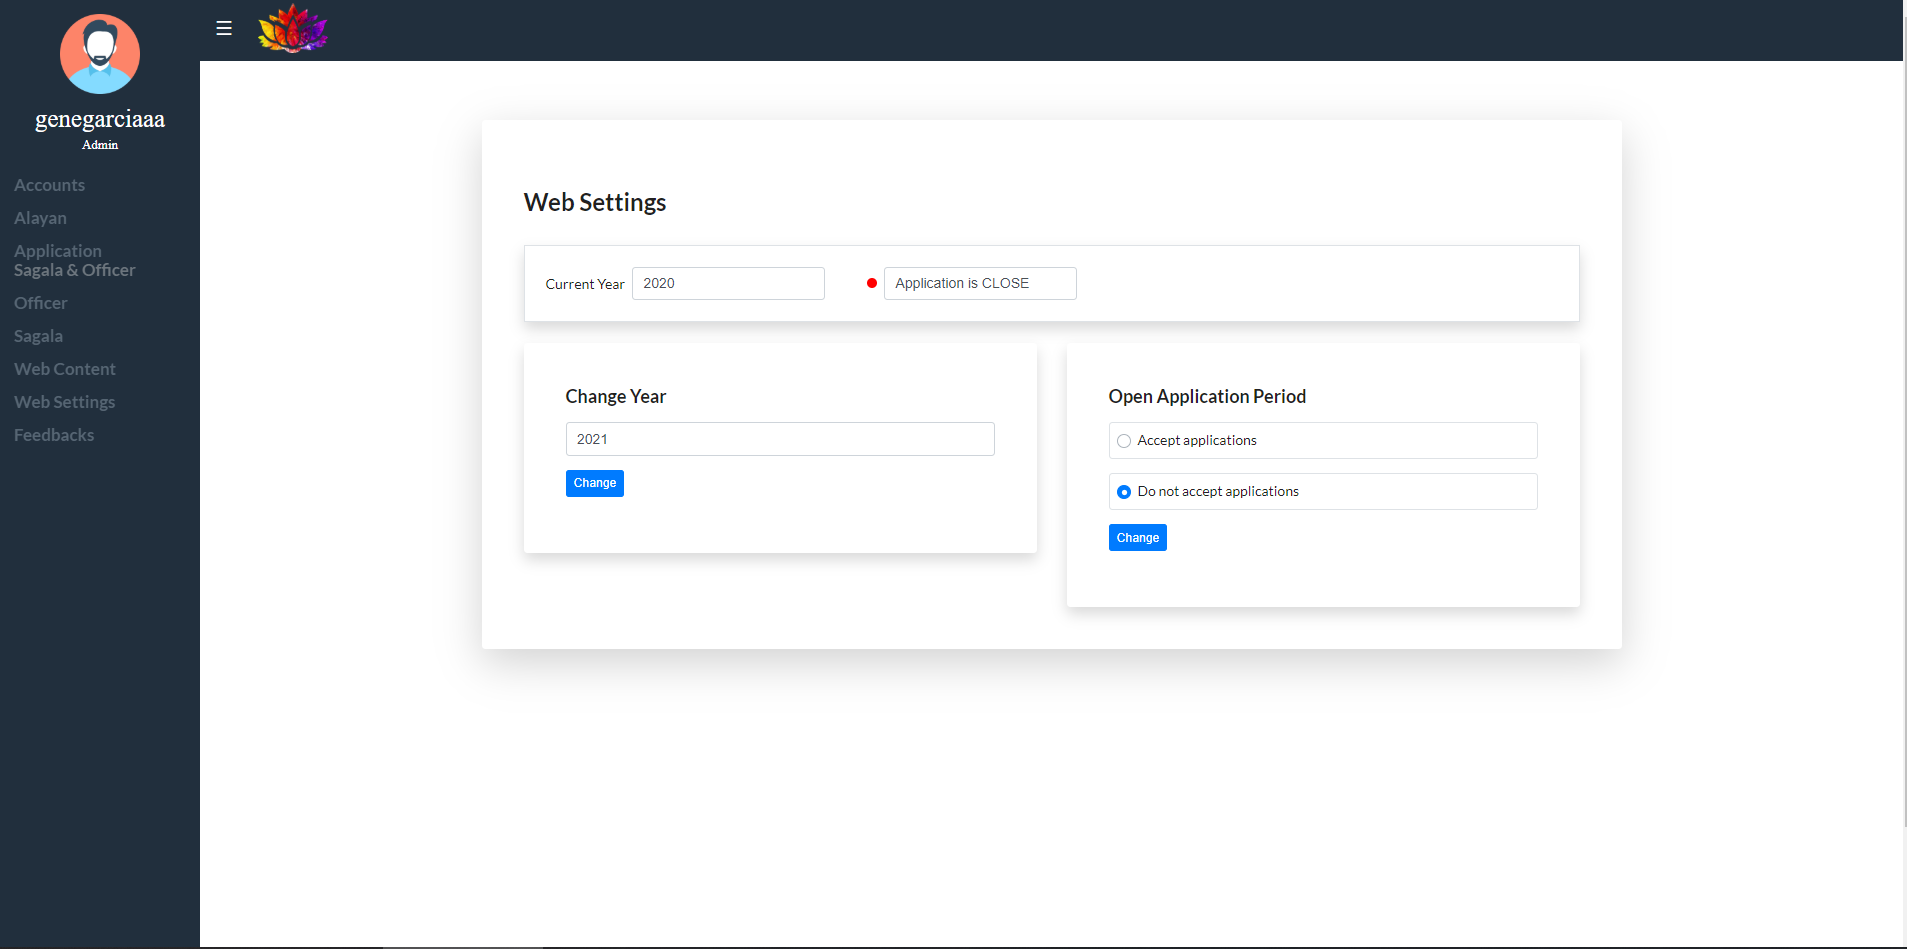 genegarciaaa
Admin
Accounts
Alayan
Application
Sagala & Officer
Officer
Sagala
Web Content
Web Settings
Feedbacks
Web Settings
Current Year 2020 Application is CLOSE
Change Year
2021
Change
Open Application Period
Accept applications
Do not accept applications
Change